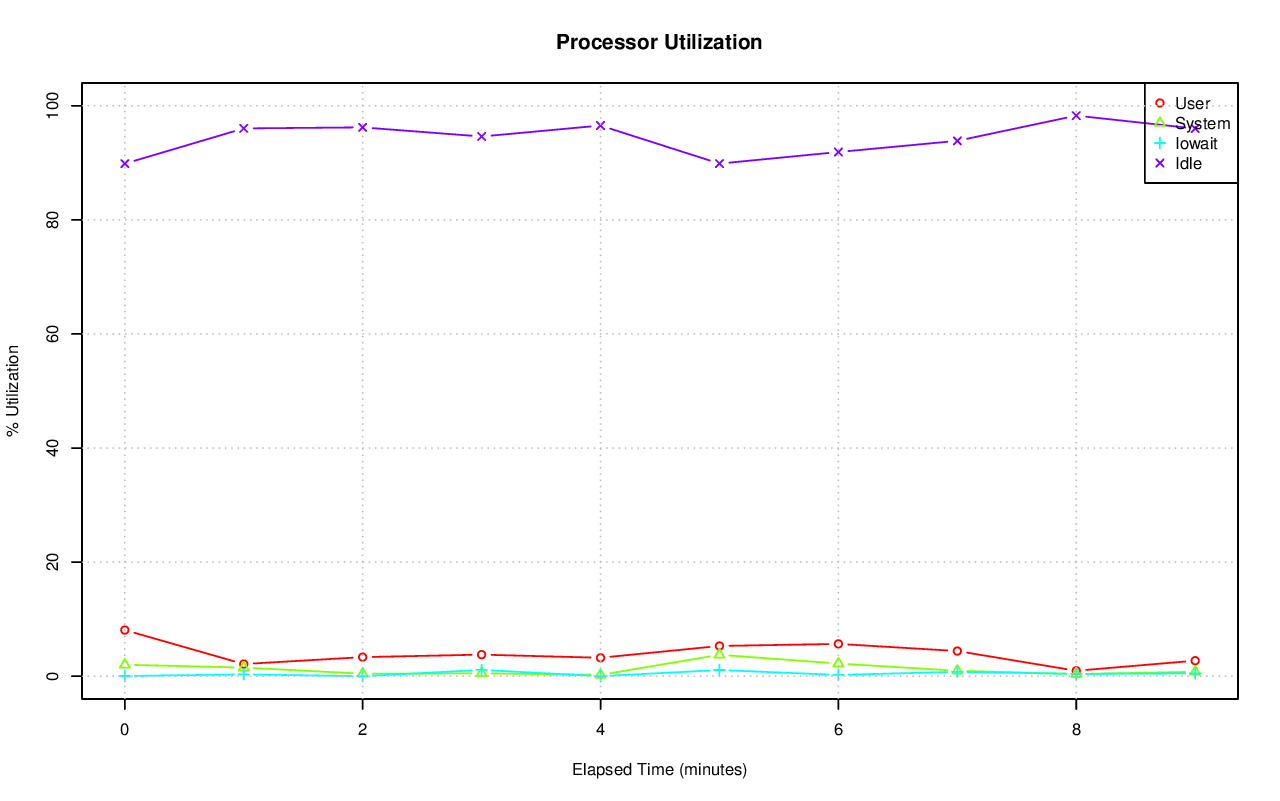 Processor Utilization
% Utilization
100
80
60
40
20
0
User
System
Iowait
Idle
0 2 4 6 8
Elapsed Time (minutes)